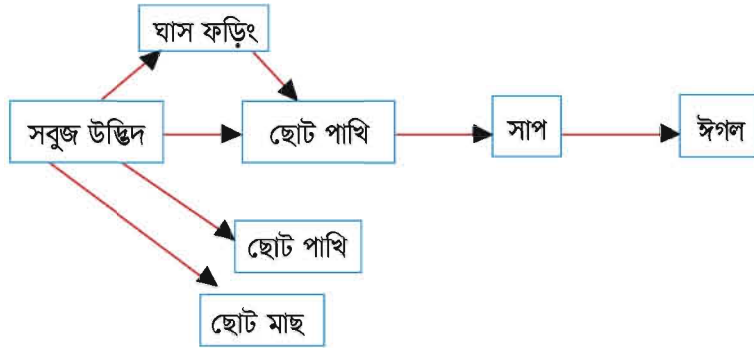 ঘাস ফড়িং
সবুজ উদ্ভিদ
ছোট পাখি
সাপ
ঈগল
ছোট পাখি
ছোট মাছ